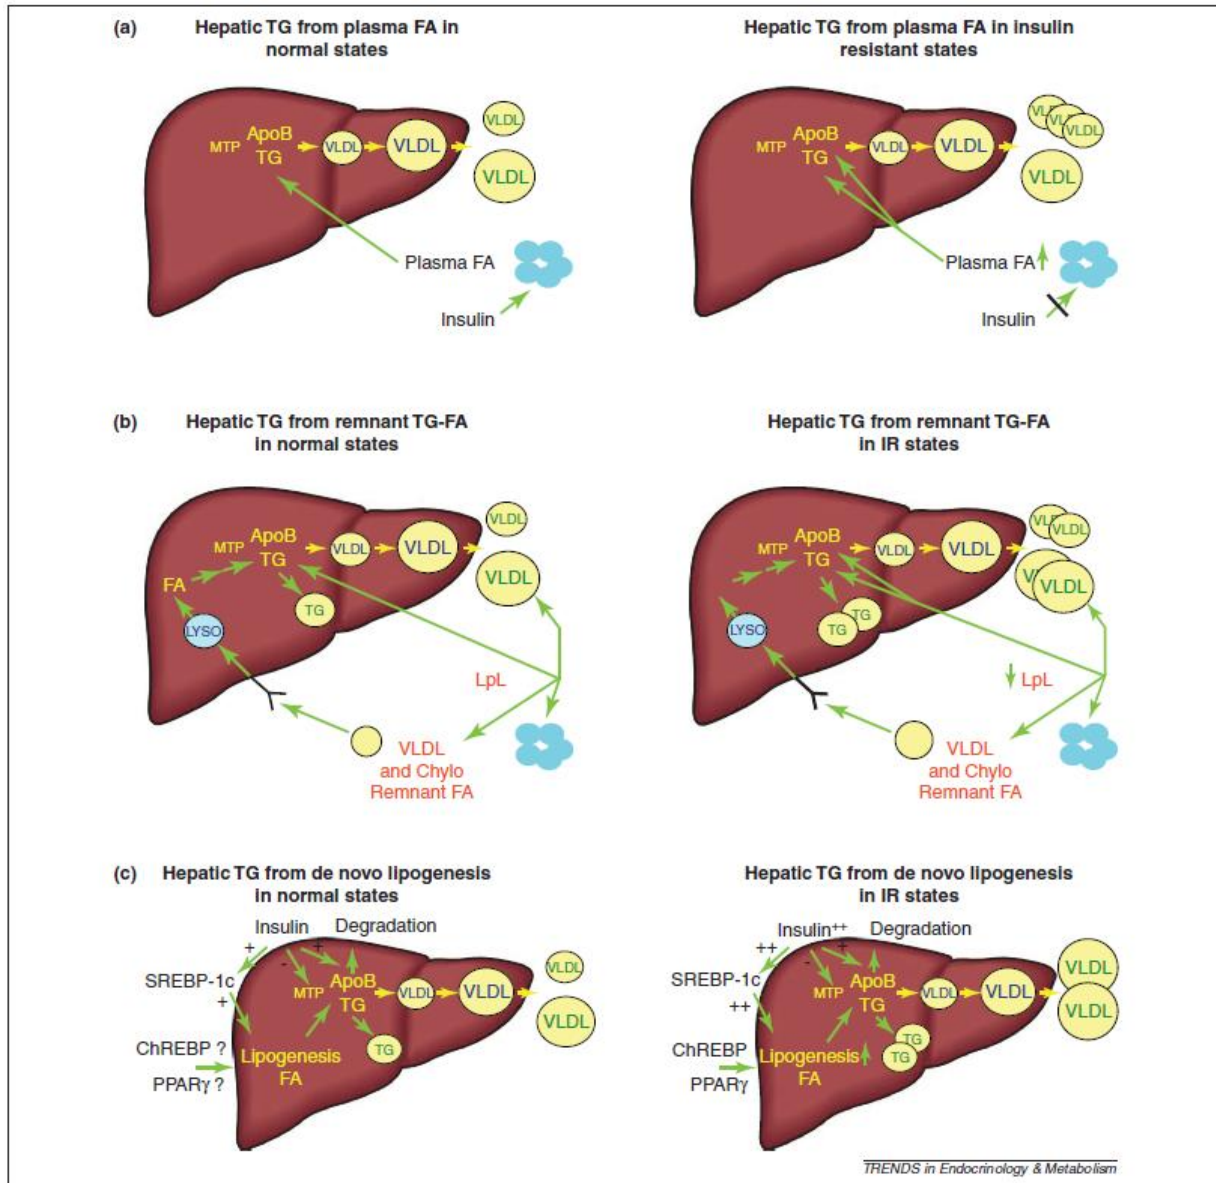 (a)
Hepatic TG from plasma FA in
normal states
MTP
ApoB
TG
VLDL
VLDL
VLDL
VLDL
Plasma FA
Insulin
Hepatic TG from plasma FA in insulin
resistant states
MTP
ApoB
TG
VLDL
VLDL
VLDL
VLDL
Plasma FA
Insulin
(b)
Hepatic TG from remnant TG-FA
in normal states
FA
MTP
ApoB
TG
VLDL
VLDL
VLDL
VLDL
TG
LYSO
LpL
VLDL
and Chylo
Remnant FA
Hepatic TG from remnant TG-FA
in IR states
MTP
ApoB
TG
VLDL
VLDL
VLDL
VLDL
TG
TG
LYSO
LpL
VLDL
and Chylo
Remnant FA
(c)
Hepatic TG from de novo lipogenesis
in normal states
Insulin
Degradation
+
-
+
SREBP-1c
+
MTP
ApoB
TG
VLDL
VLDL
VLDL
VLDL
TG
ChREBP ?
PPARγ ?
Lipogenesis
FA
Hepatic TG from de novo lipogenesis
in IR states
Insulin++
Degradation
++
-
+
SREBP-1c
++
MTP
ApoB
TG
VLDL
VLDL
VLDL
VLDL
TG
TG
ChREBP
PPARγ
Lipogenesis
FA
TRENDS in Endocrinology & Metabolism